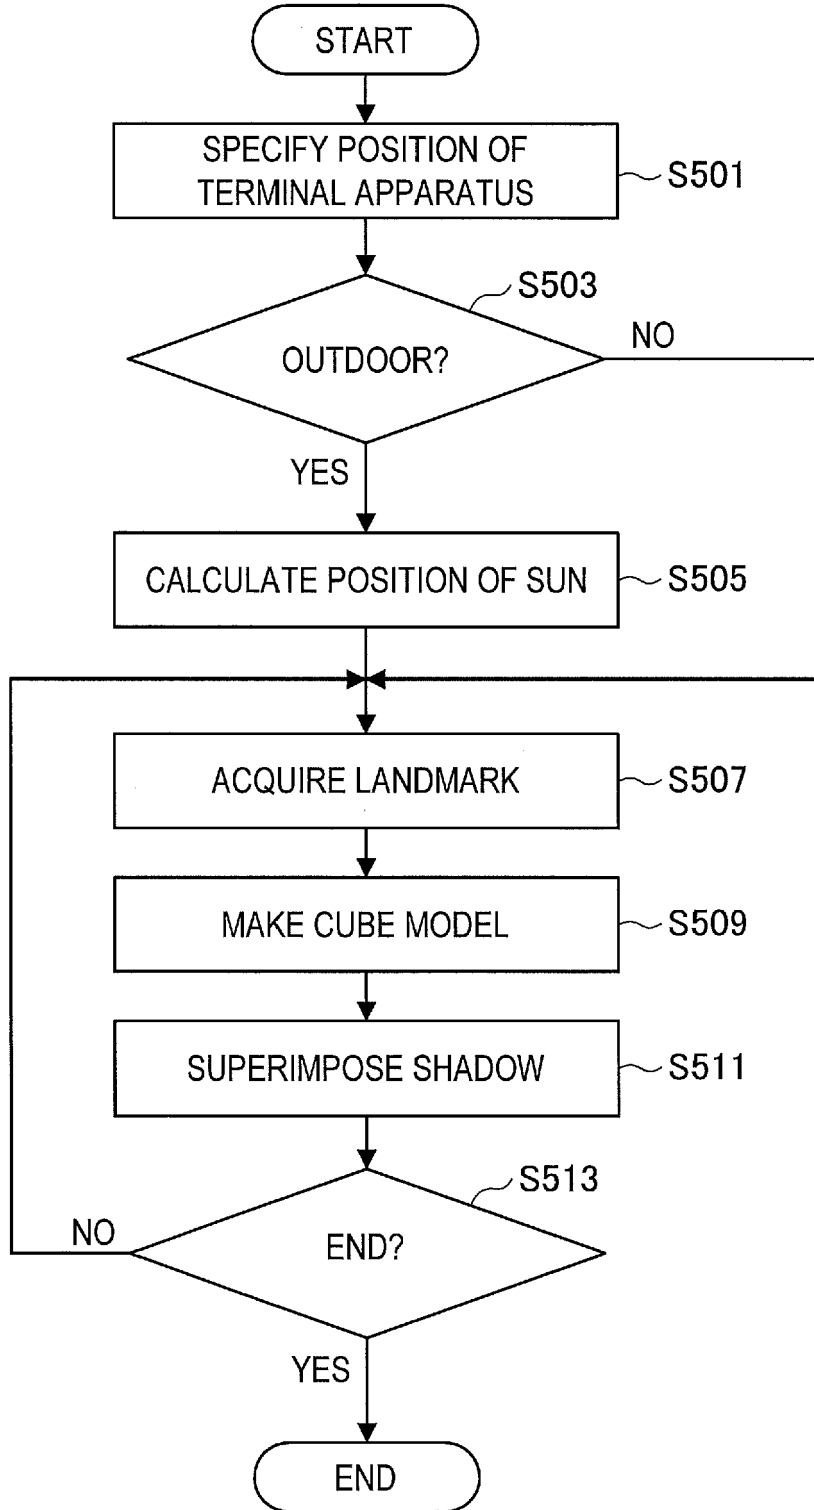 START
SPECIFY POSITION OF
TERMINAL APPARATUS
S501
S503
OUTDOOR?
NO
YES
CALCULATE POSITION OF SUN
S505
ACQUIRE LANDMARK
S507
MAKE CUBE MODEL
S509
SUPERIMPOSE SHADOW
S511
S513
END?
NO
YES
END